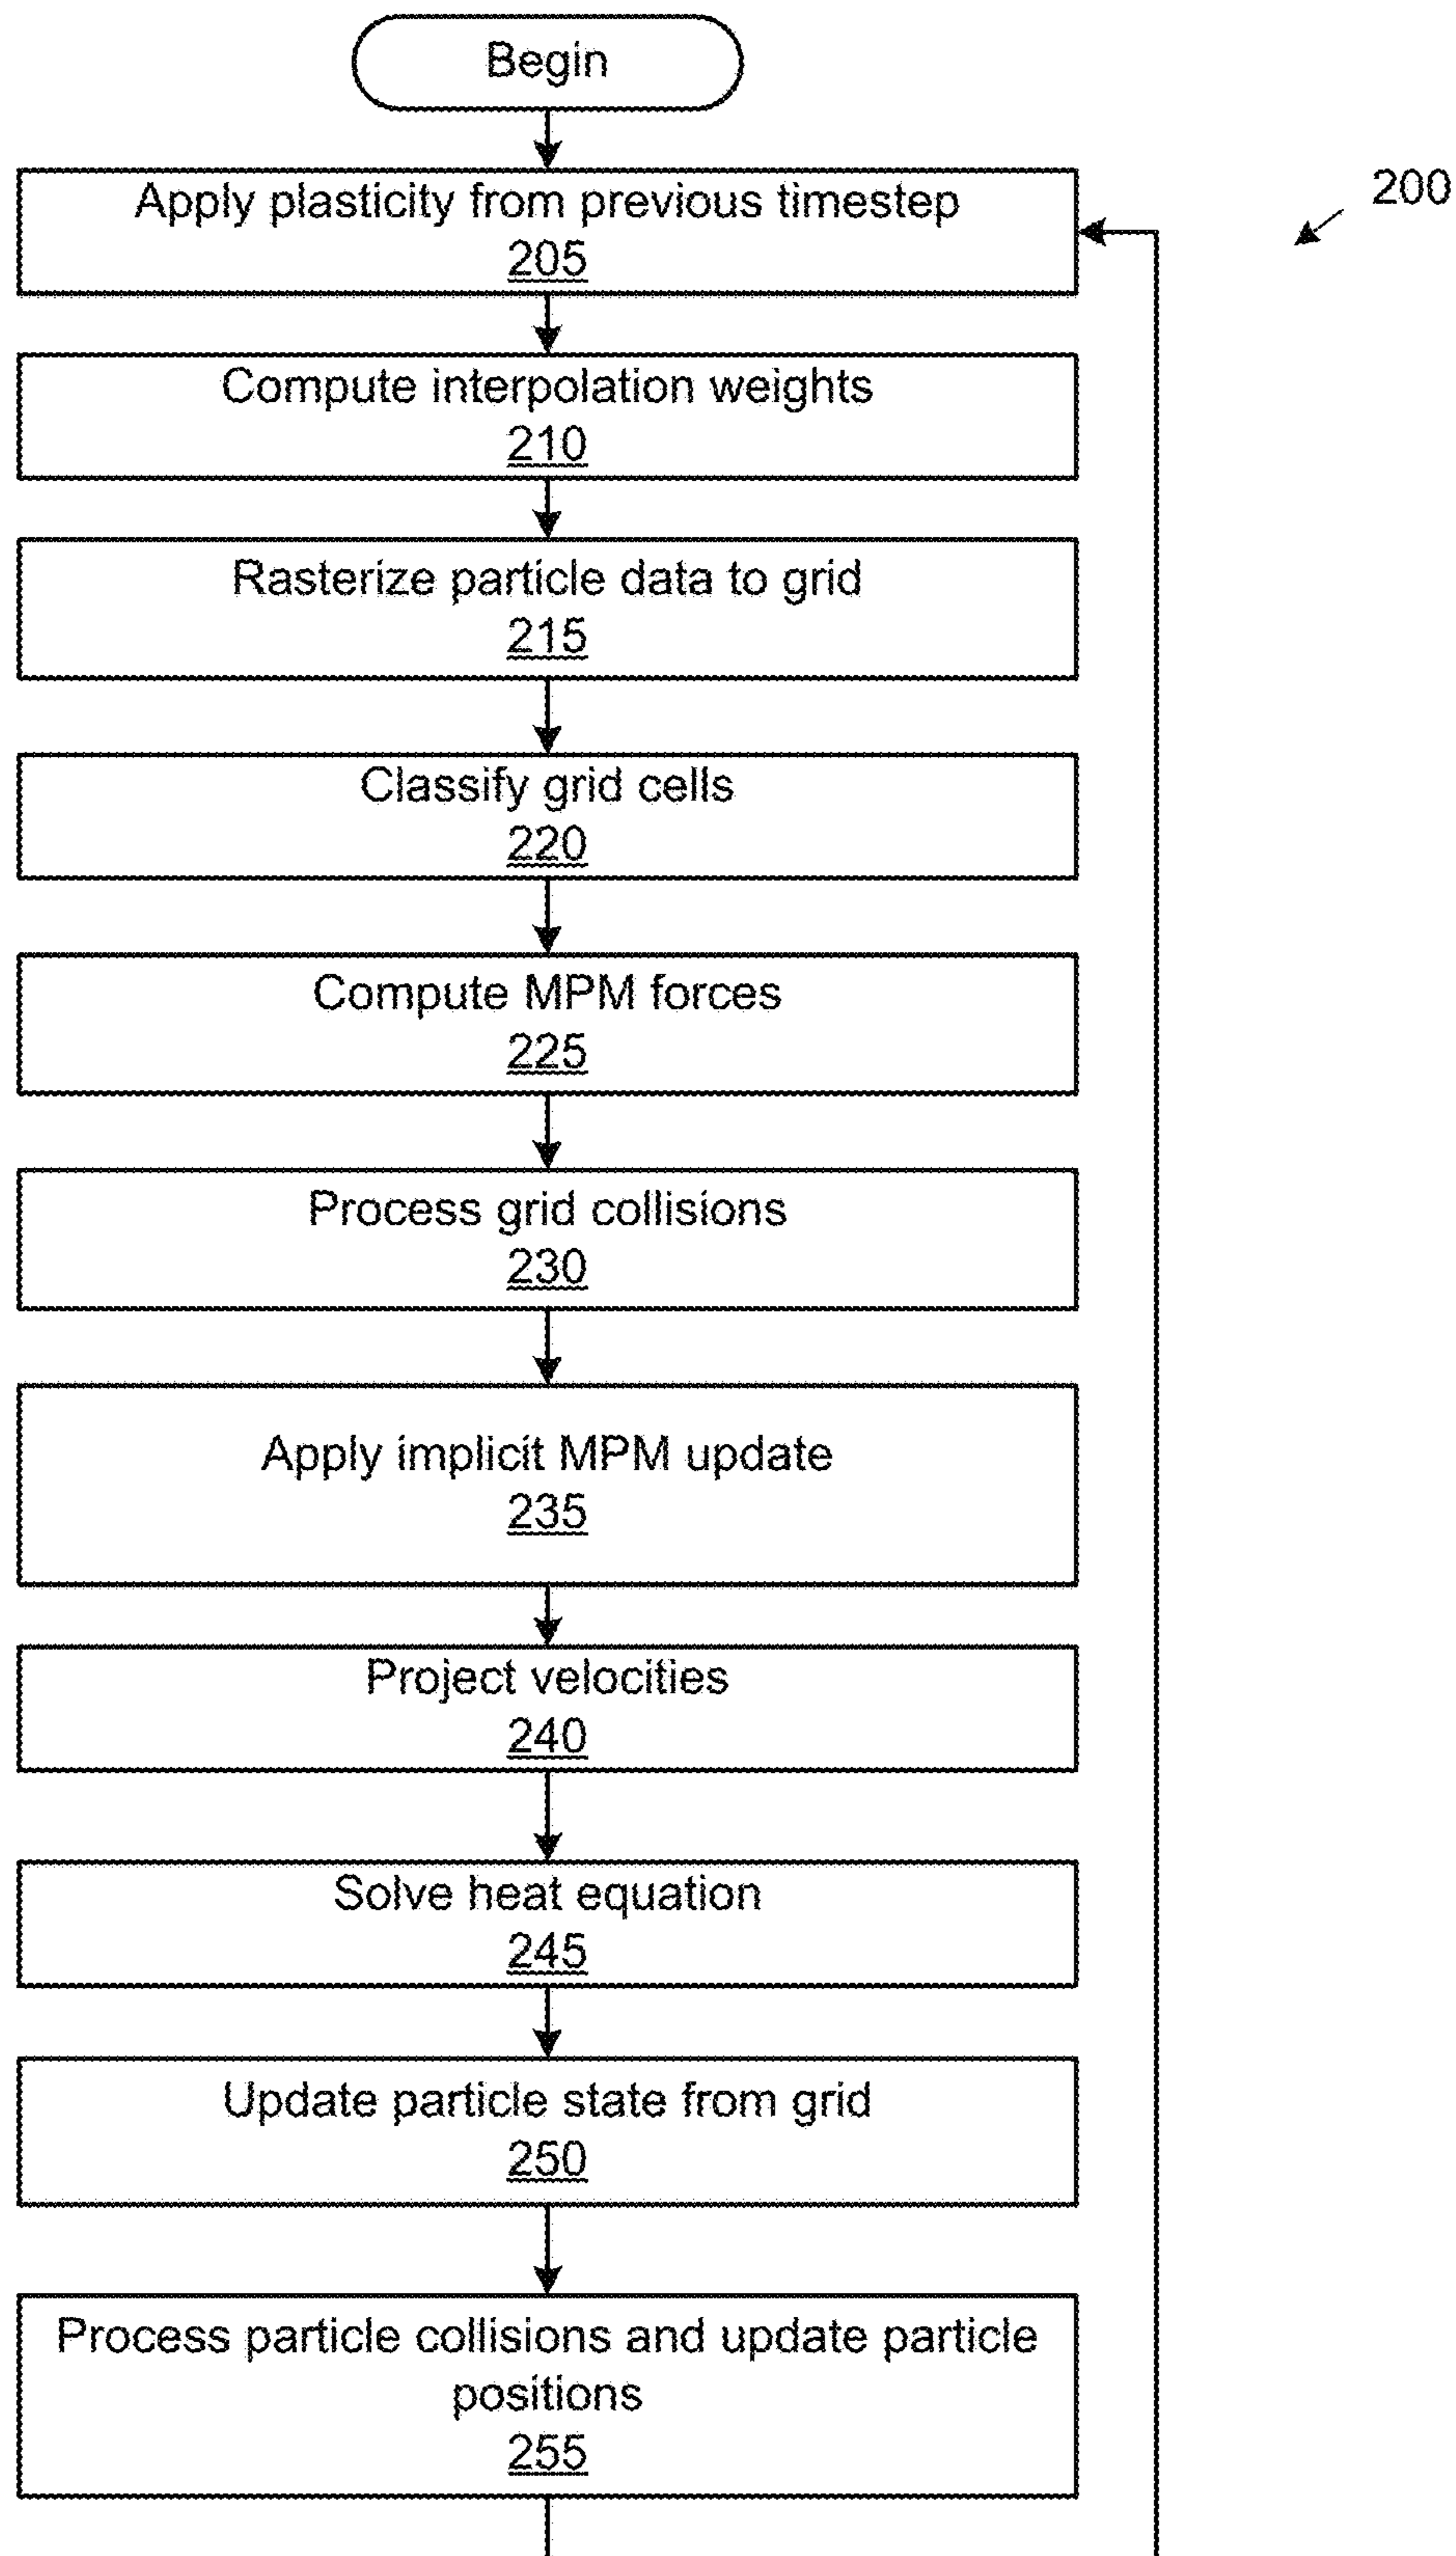 Begin
Apply plasticity from previous timestep
205
200
Compute interpolation weights
210
Rasterize particle data to grid
215
Classify grid cells
220
Compute MPM forces
225
Process grid collisions
230
Apply implicit MPM update
235
Project velocities
240
Solve heat equation
245
Update particle state from grid
250
Process particle collisions and update particle
positions
255